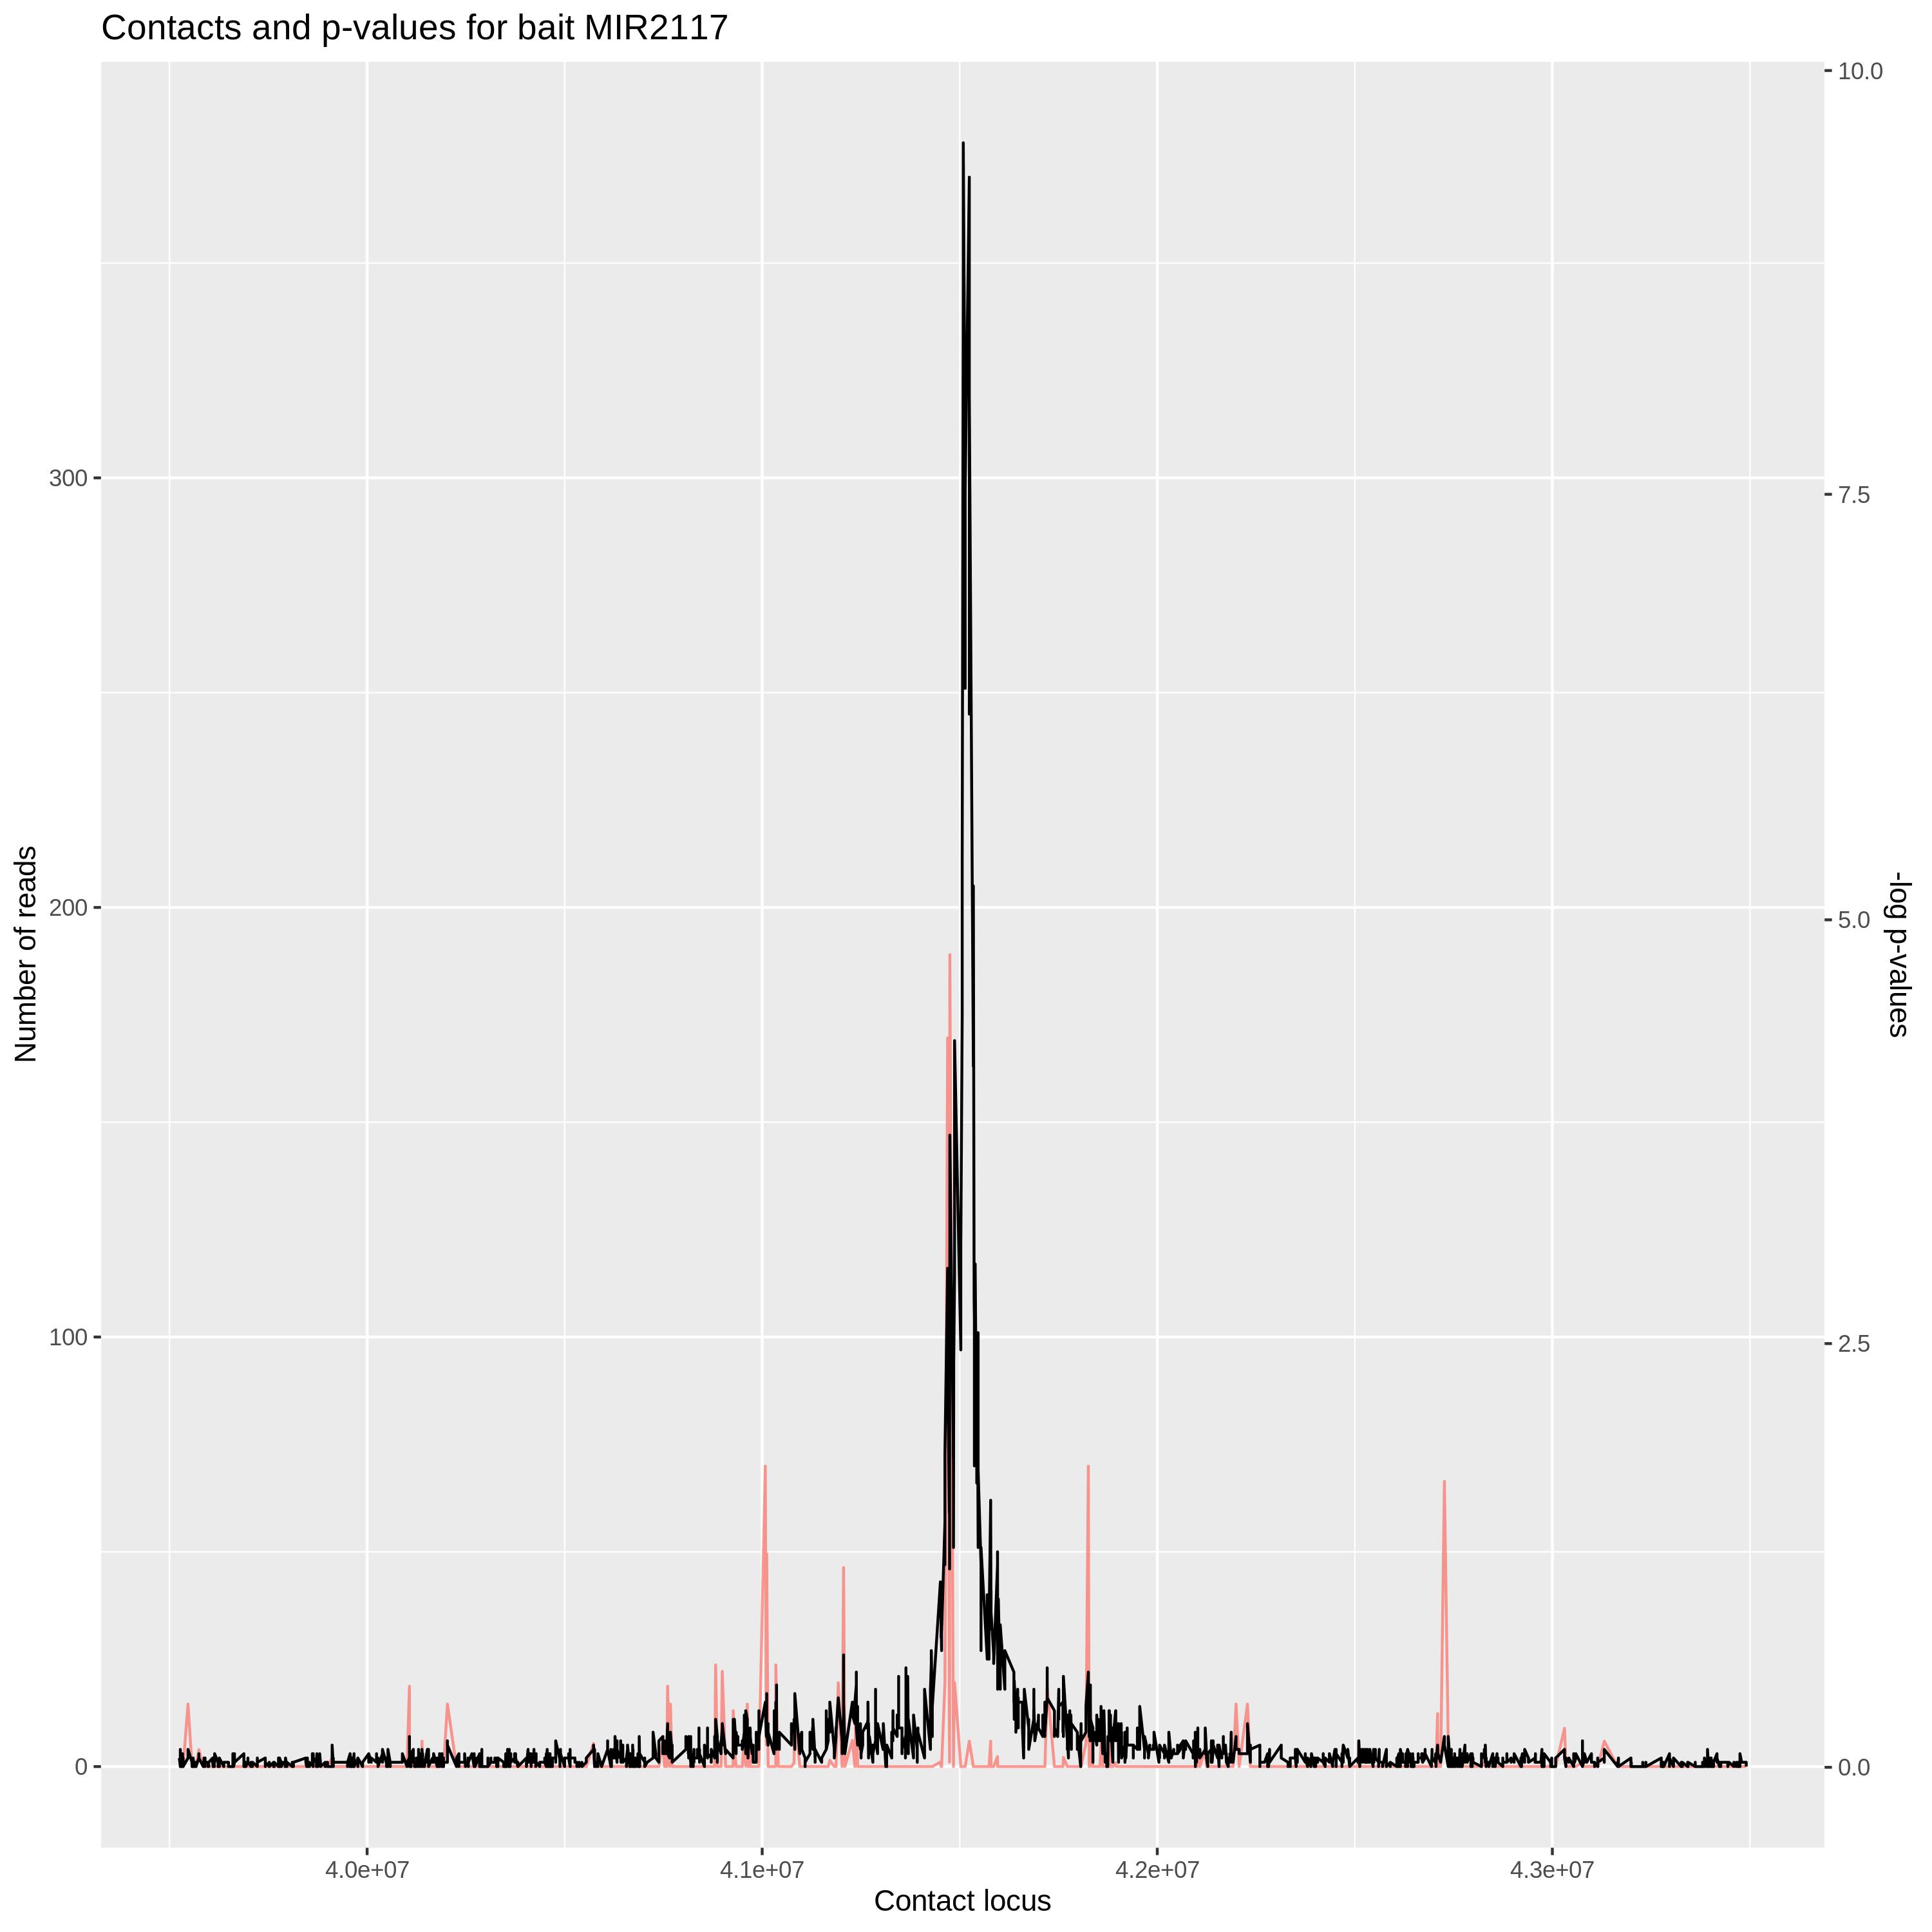 Contacts and p-values for bait MIR2117
10.0
300
7.5
Number of reads
200
5.0
-log p-values
100
2.5
0
0.0
4.0e+07 4.1e+07 4.2e+07 4.3e+07
Contact locus